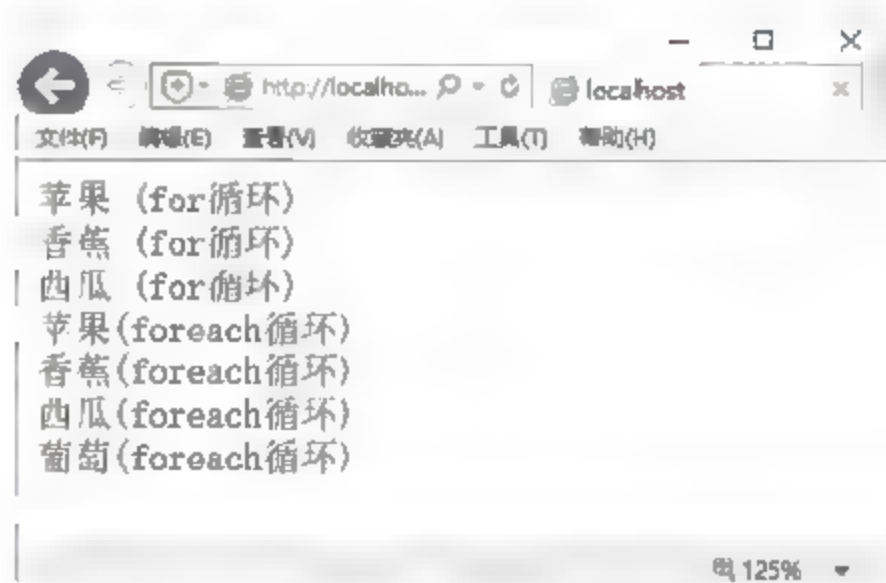 http://localho...
localhost
文件(F) 编辑(E) 查看(V) 收藏夹(A) 工具(T) 帮助(H)
苹果 (for循环)
香蕉 (for循环)
西瓜 (for循环)
苹果(foreach循环)
香蕉(foreach循环)
西瓜(foreach循环)
葡萄(foreach循环)
125%